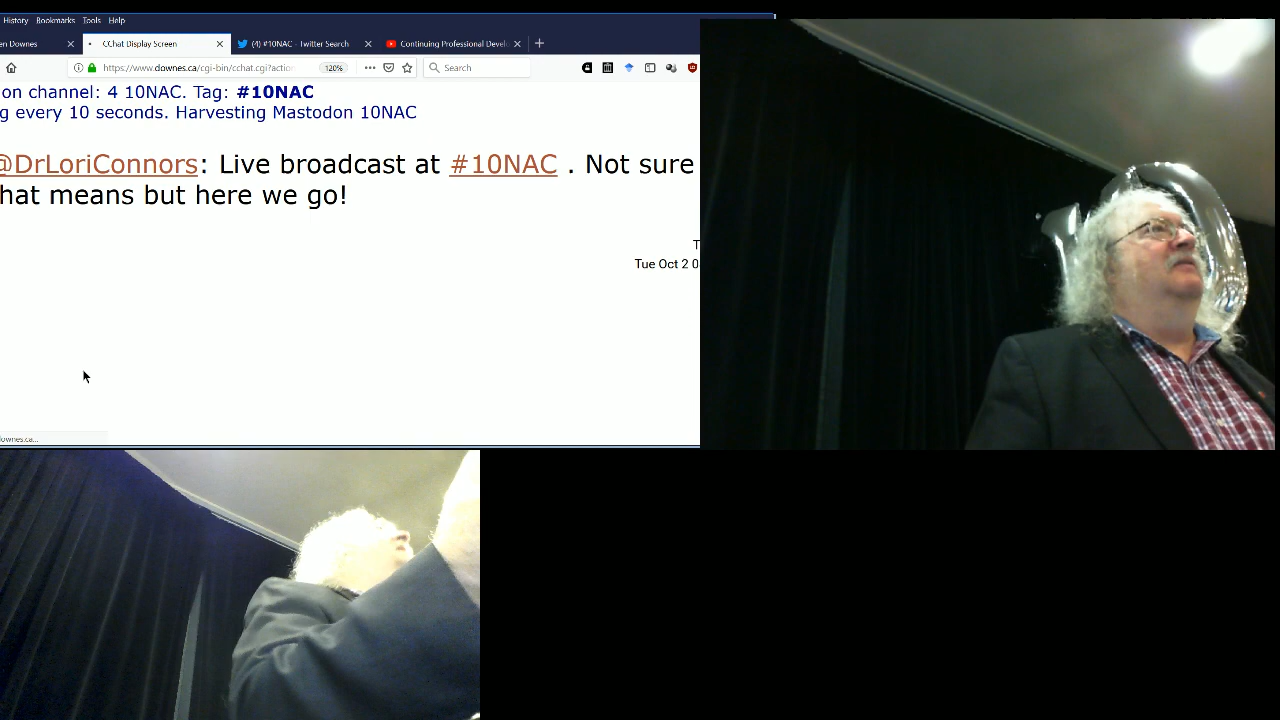 History Bookmarks Tools Help
en Downes CChat Display Screen (4) #10NAC - Twitter Search Continuing Professional Develo
https://www.downes.ca/cgi-bin/cchat.cgi?action 120% Search
on channel: 4 10NAC. Tag: #10NAC
g every 10 seconds. Harvesting Mastodon 10NAC
@DrLoriConnors: Live broadcast at #10NAC . Not sure
hat means but here we go!
T
Tue Oct 2 0
ownes.ca...